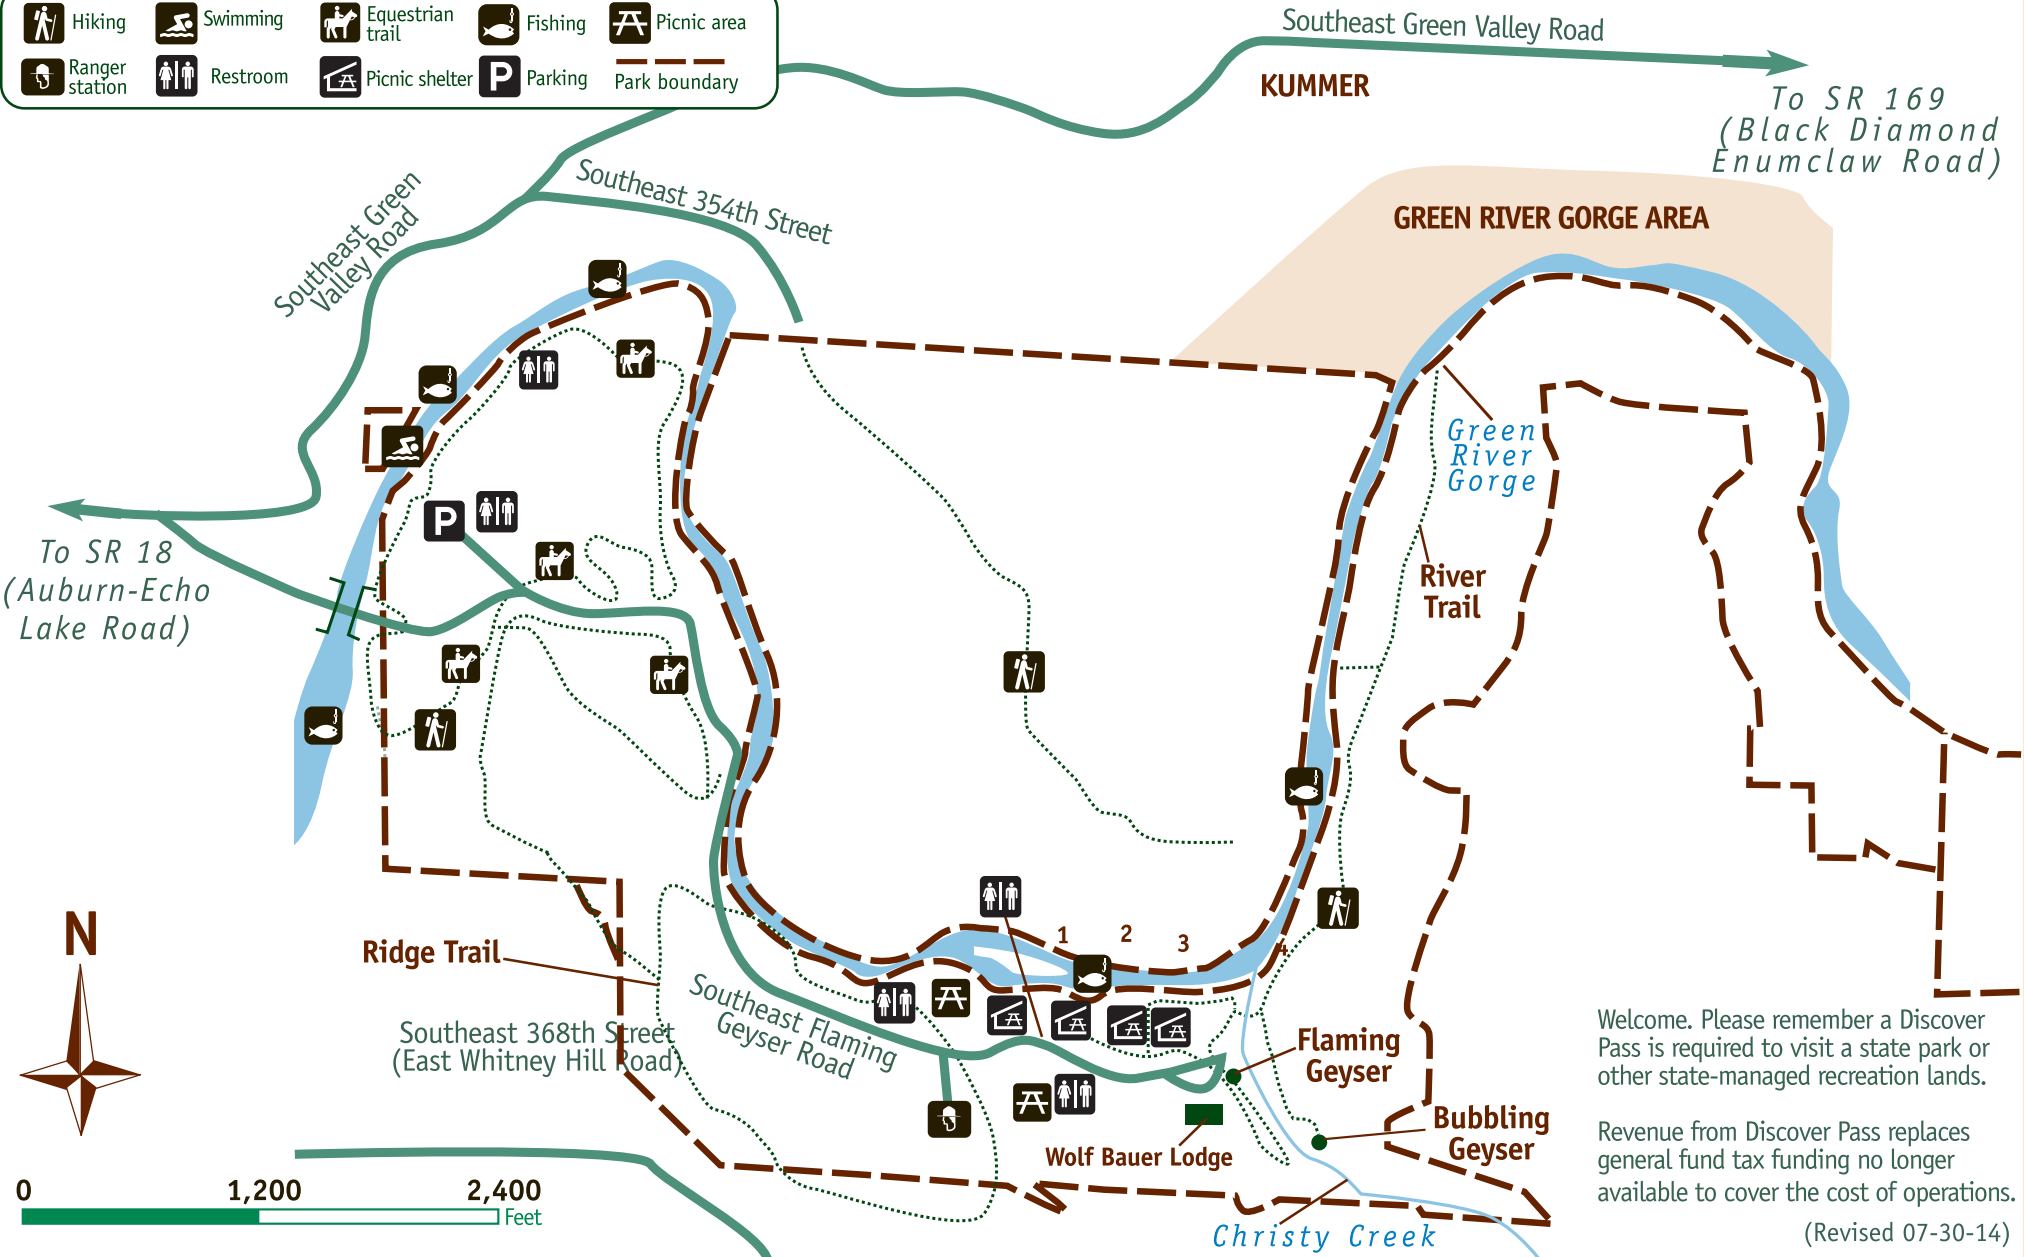 Hiking
Swimming
Equestrian
trail
Fishing
Picnic area
Ranger
station
Restroom
Picnic shelter
P
Parking
Park boundary
Southeast Green Valley Road
KUMMER
To SR 169
(Black Diamond
Enumclaw Road)
Southeast 354th Street
Southeast Green
Valley Road
GREEN RIVER GORGE AREA
Green
River
Gorge
P
To SR 18
(Auburn-Echo
Lake Road)
River
Trail
1
2
3
4
N
Ridge Trail
Southeast Flaming
Geyser Road
Southeast 368th Street
(East Whitney Hill Road)
Flaming
Geyser
Bubbling
Geyser
Wolf Bauer Lodge
Christy Creek
0
1,200
2,400
Feet
Welcome. Please remember a Discover
Pass is required to visit a state park or
other state-managed recreation lands.
Revenue from Discover Pass replaces
general fund tax funding no longer
available to cover the cost of operations.
(Revised 07-30-14)